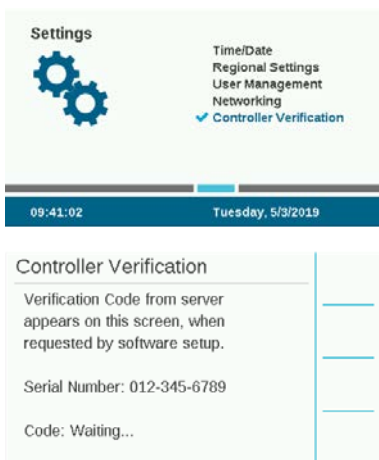 Settings
Time/Date
Regional Settings
User Management
Networking
Controller Verification
09:41:02 Tuesday, 5/3/2019
Controller Verification
Verification Code from server
appears on this screen, when
requested by software setup.
Serial Number: 012-345-6789
Code: Waiting...